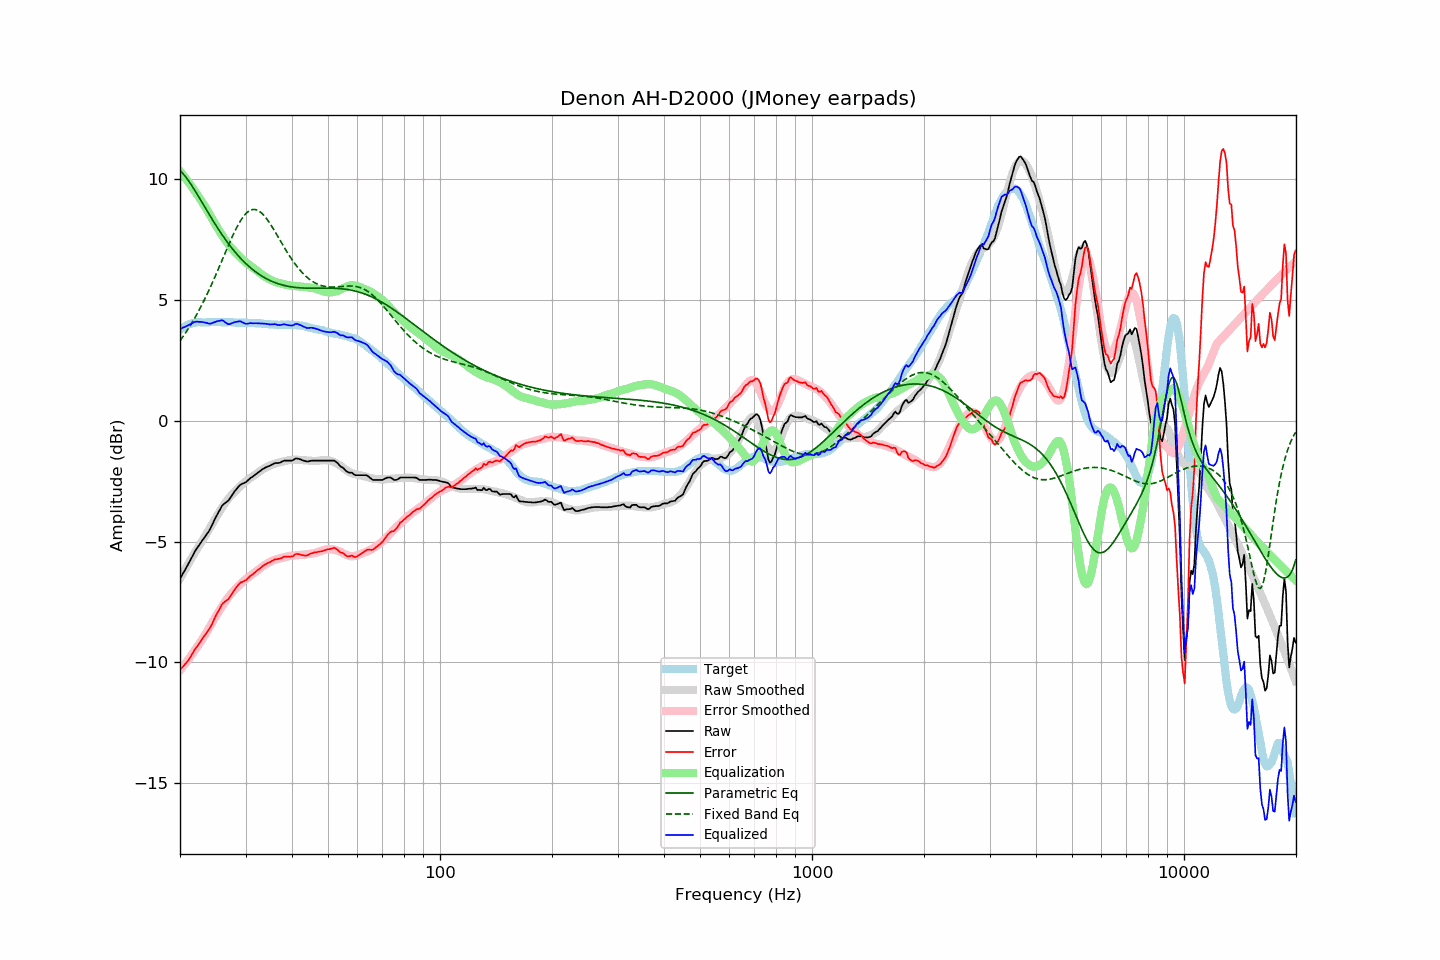 Denon AH-D2000 (JMoney earpads)
10
5
0
−5
−10
−15
Amplitude (dBr)
Target
Raw Smoothed
Error Smoothed
Raw
Error
Equalization
Parametric Eq
Fixed Band Eq
Equalized
100
1000
10000
Frequency (Hz)